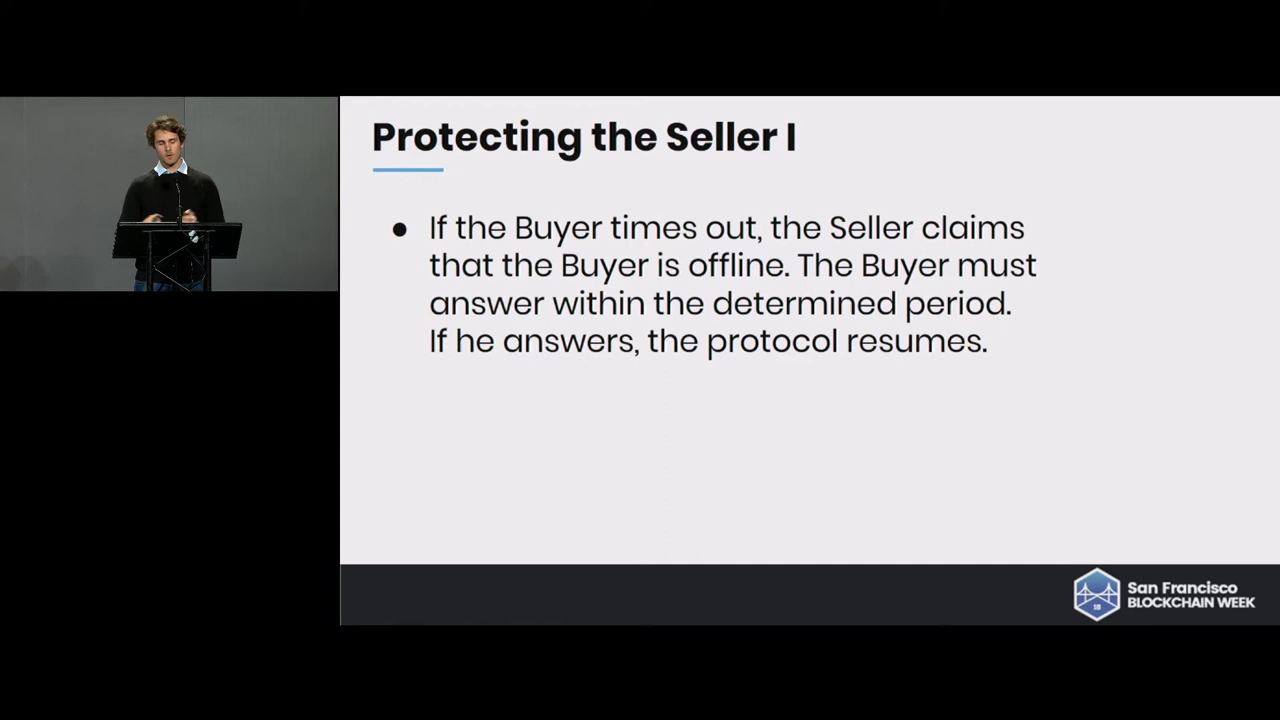 Protecting the Seller I
● If the Buyer times out, the Seller claims
that the Buyer is offline. The Buyer must
answer within the determined period.
If he answers, the protocol resumes.
18
San Francisco
BLOCKCHAIN WEEK